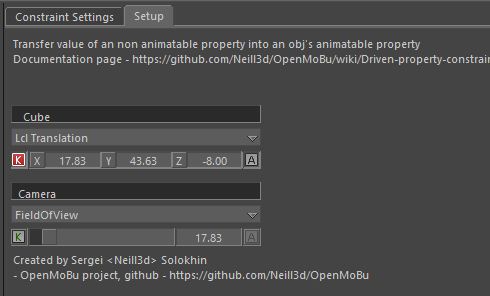 Constraint Settings
Setup
Transfer value of an non animatable property into an obj's animatable property
Documentation page - https://github.com/Neill3d/OpenMoBu/wiki/Driven-property-constrain
Cube
Lcl Translation
K X 17.83 Y 43.63 Z -8.00 A
Camera
FieldOfView
K 17.83 A
Created by Sergei <Neill3d> Solokhin
- OpenMoBu project, github - https://github.com/Neill3d/OpenMoBu